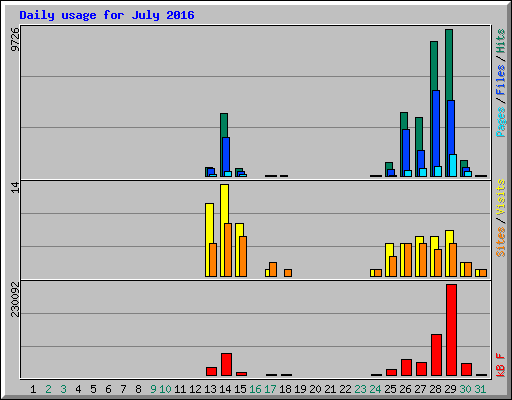 Daily usage for July 2016
9726
Pages / Files / Hits
14
Sites / Visits
230092
kB F
1 2 3 4 5 6 7 8 9 10 11 12 13 14 15 16 17 18 19 20 21 22 23 24 25 26 27 28 29 30 31